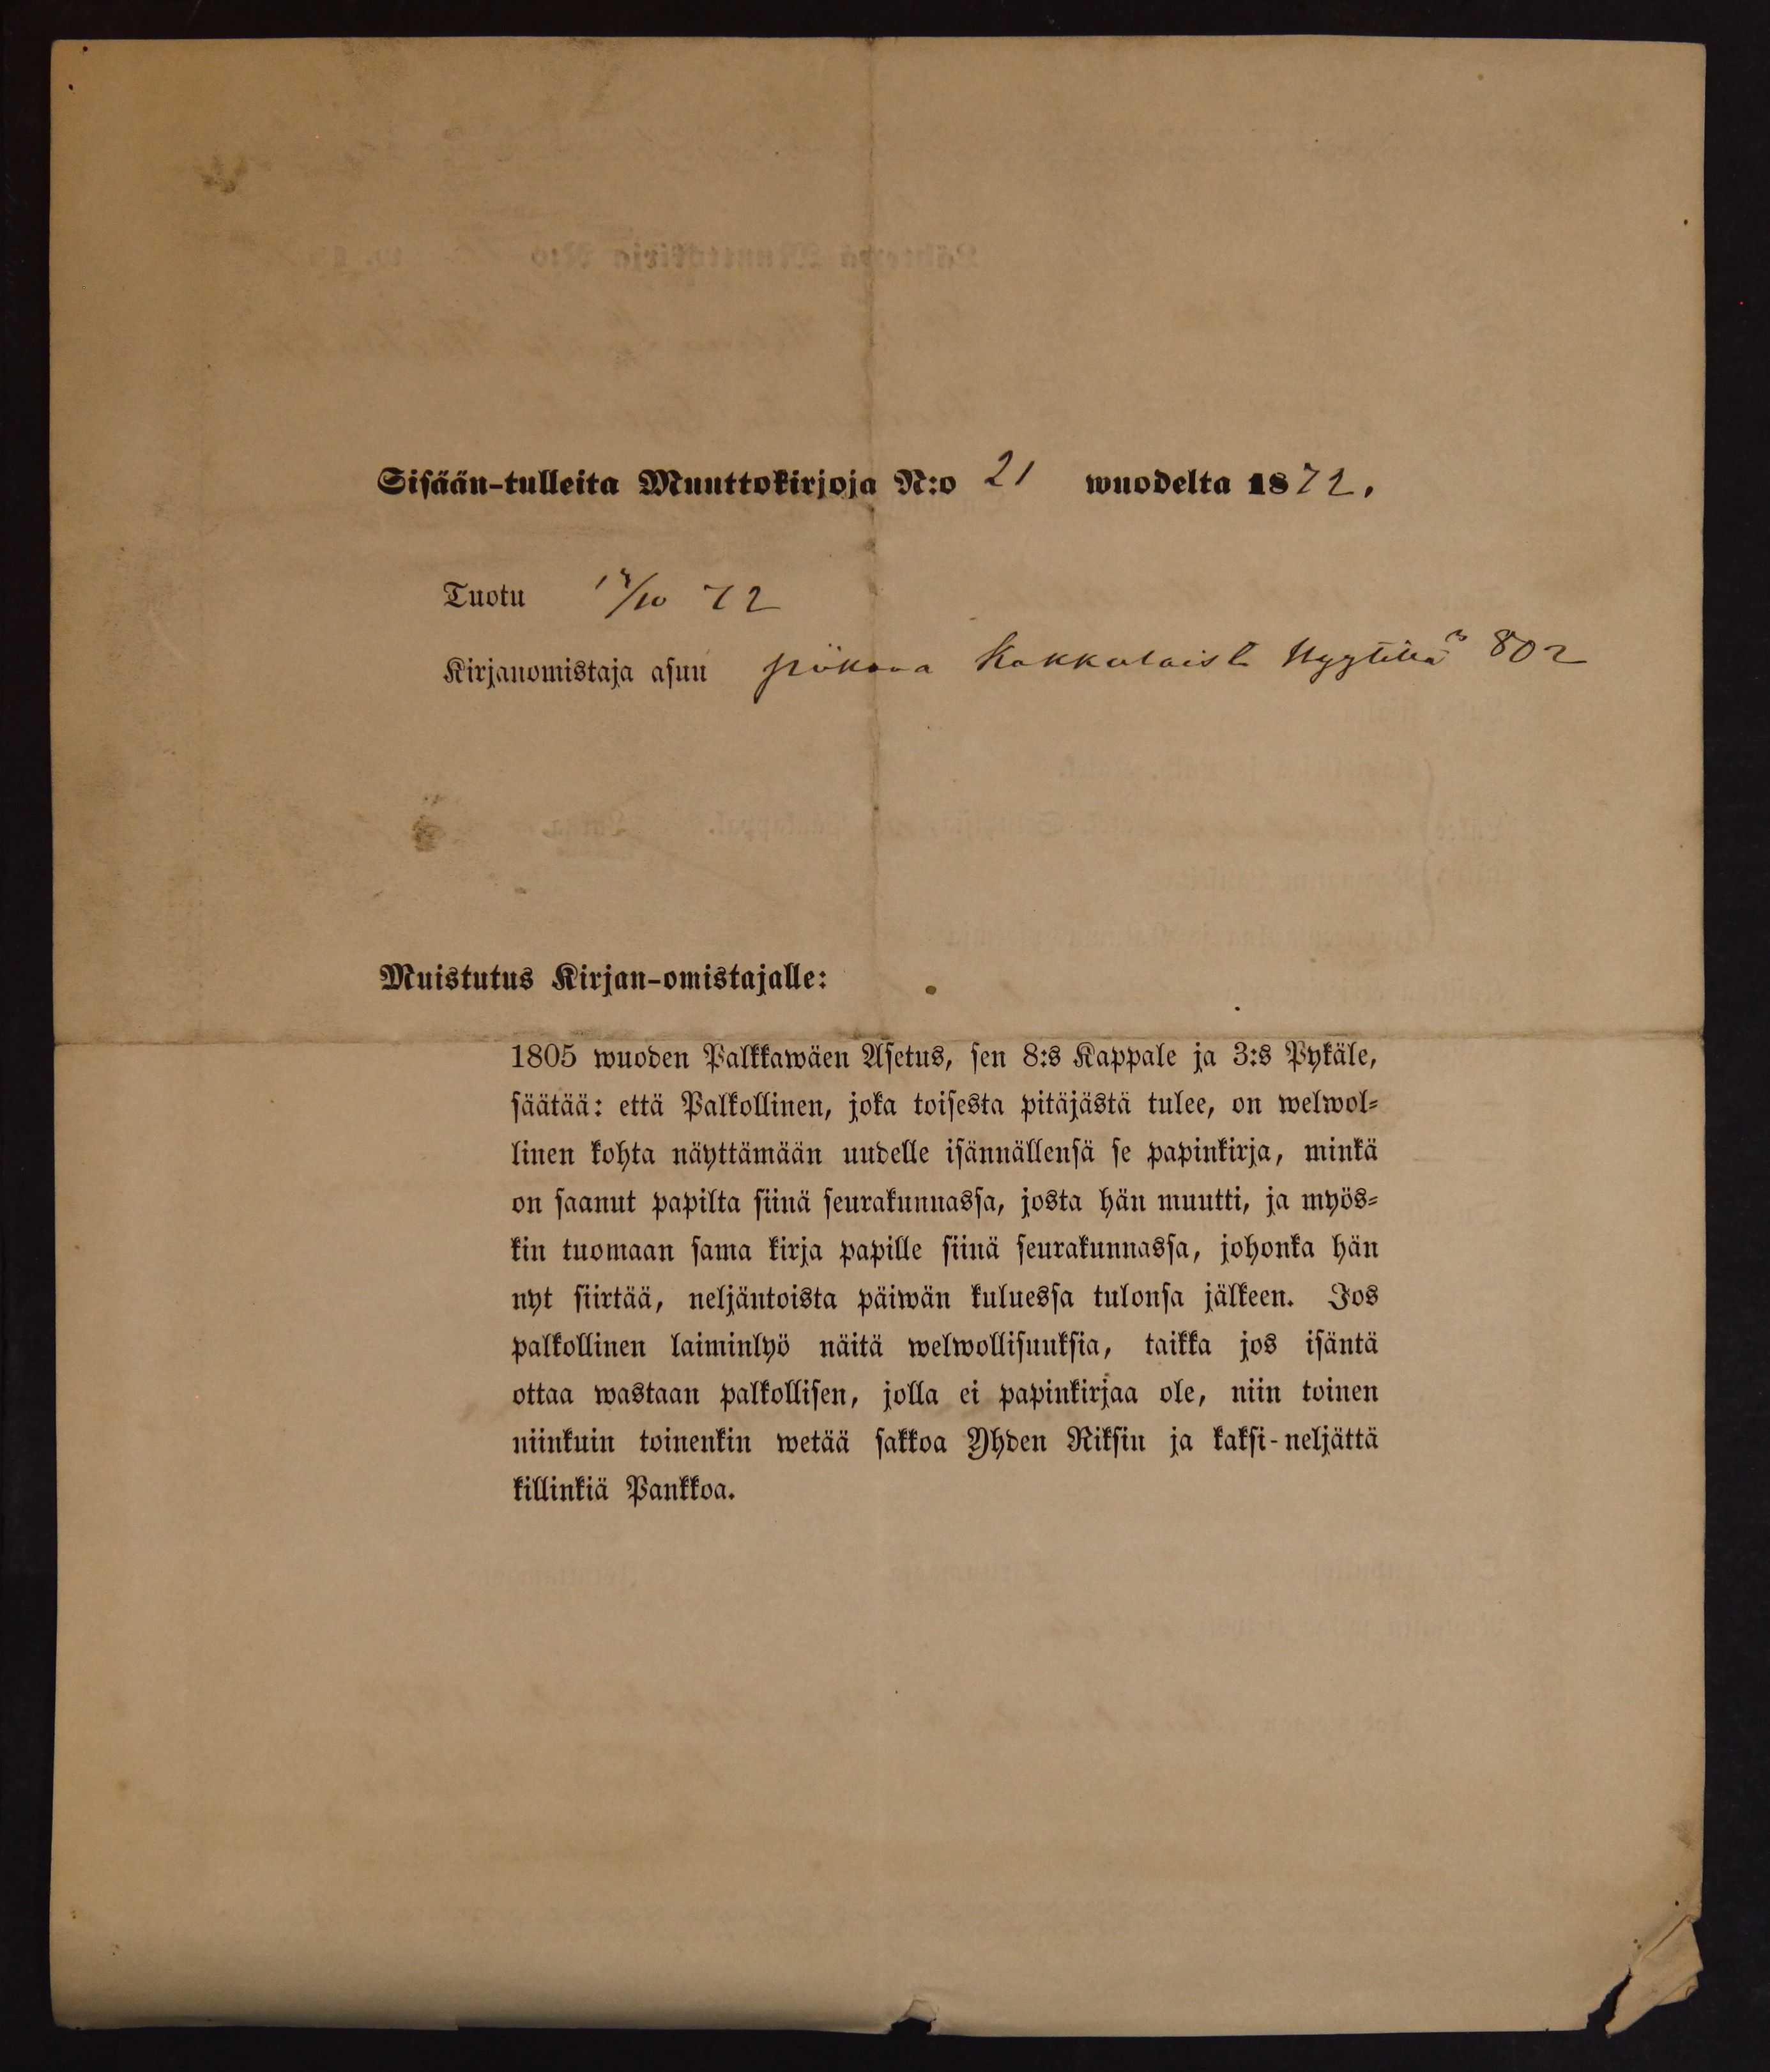 Sisään-tulleita Muuttokirjoja N:o 21 wuodelta 1872.
Tuotu /10 72
Kirjanomistaja asuu piikana 802
Muistutus Kirjan-omistajalle:
1805 wuoden Palkkawäen Asetus, sen 8:s Kappale ja 3:s Pykäle,
säätää: että Palkollinen, joka toisesta pitäjästä tulee, on welwol-
linen kohta näyttämään uudelle isännällensä se papinkirja, minkä
on saanut papilta siinä seurakunnassa, josta hän muutti, ja myös-
kin tuomaan sama kirja papille siinä seurakunnassa, johonka hän
nyt siirtää, neljäntoista päiwän kuluessa tulonsa jälkeen. Jos
palkollinen laiminlyö näitä welwollisuuksia, taikka jos isäntä
ottaa wastaan palkollisen, jolla ei papinkirjaa ole, niin toinen
niinkuin toinenkin wetää sakkoa Yhden Riksin ja kaksi-neljättä
killinkiä Pankkoa.